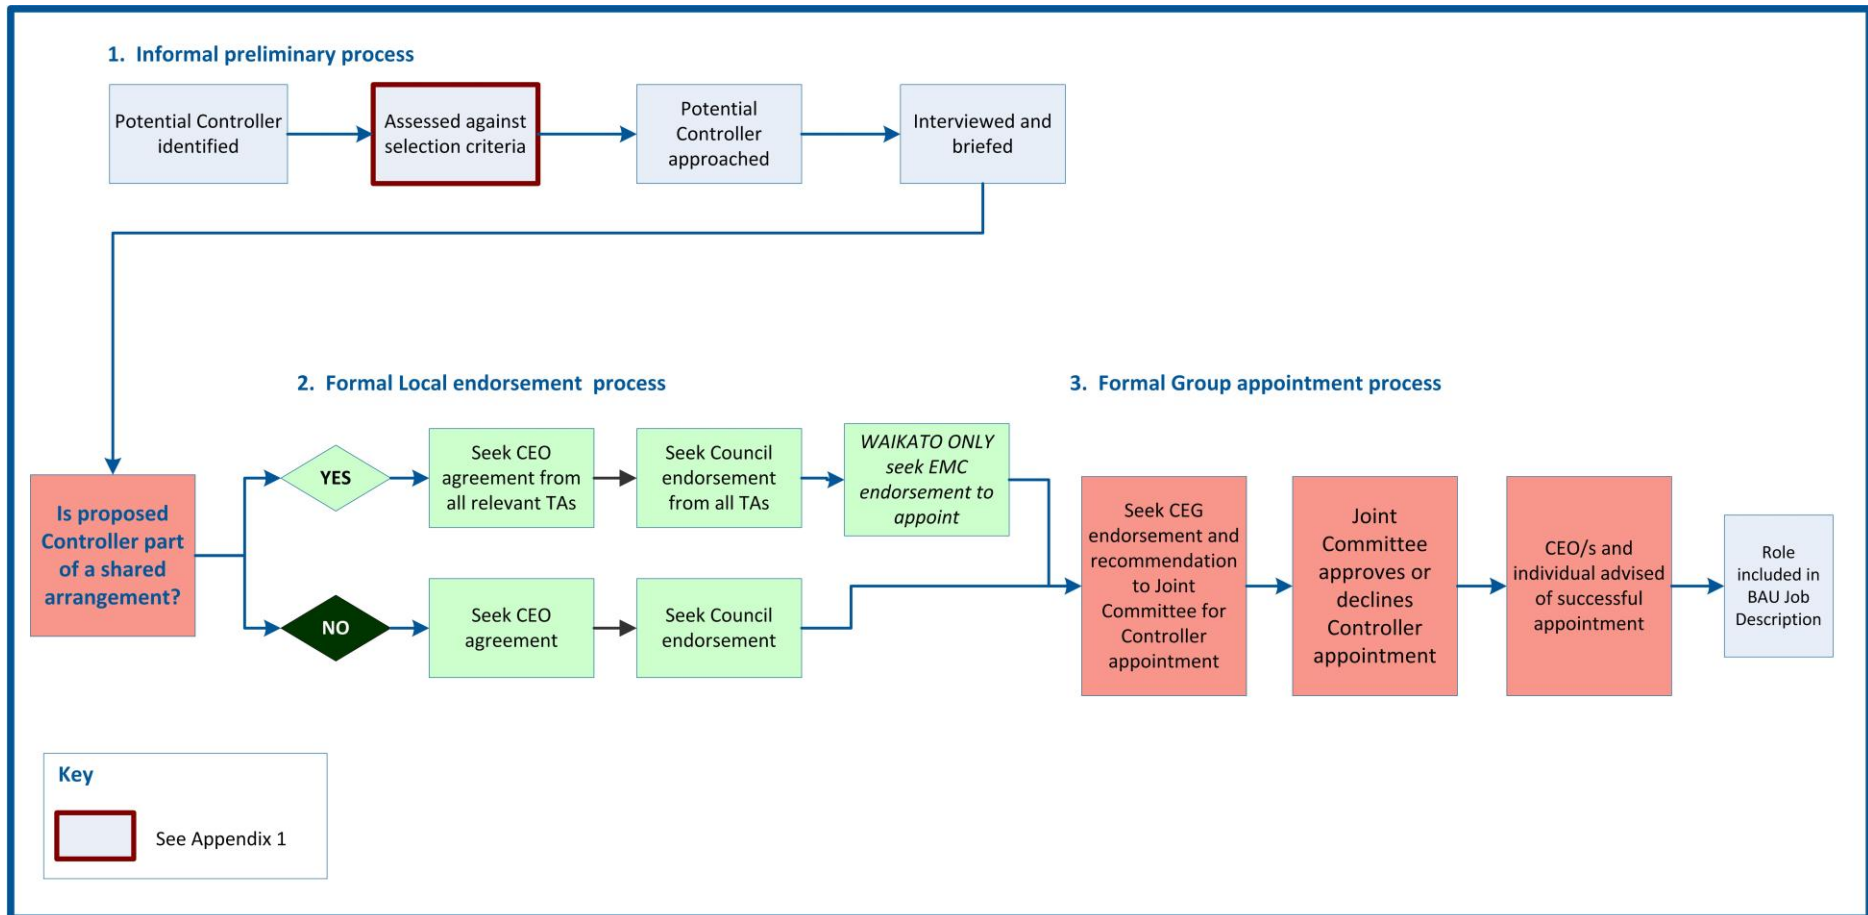 1. Informal preliminary process
Potential Controller
identified
Assessed against
selection criteria
Potential
Controller
approached
Interviewed and
briefed
2. Formal Local endorsement process
3. Formal Group appointment process
Is proposed
Controller part
of a shared
arrangement?
YES
Seek CEO
agreement from
all relevant TAs
Seek Council
endorsement
from all TAs
WAIKATO ONLY
seek EMC
endorsement to
appoint
NO
Seek CEO
agreement
Seek Council
endorsement
Seek CEG
endorsement and
recommendation
to Joint
Committee for
Controller
appointment
Joint
Committee
approves or
declines
Controller
appointment
CEO/s and
individual advised
of successful
appointment
Role
included in
BAU Job
Description
Key
See Appendix 1